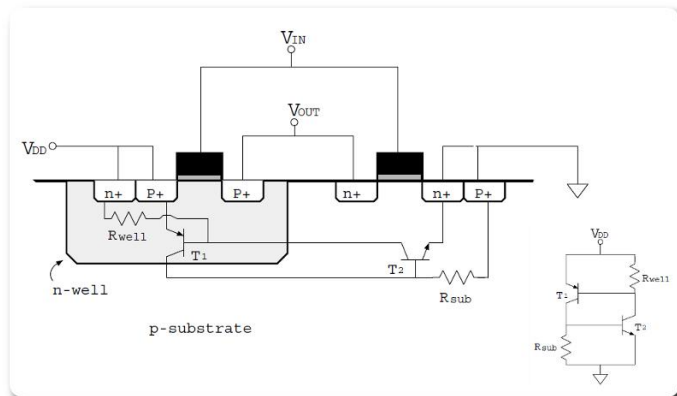 VIN
VOUT
VDD
n+ P+ P+ n+ n+ P+
Rwell
T1
T2
Rsub
n-well
p-substrate
VDD
Rwell
T1
T2
Rsub